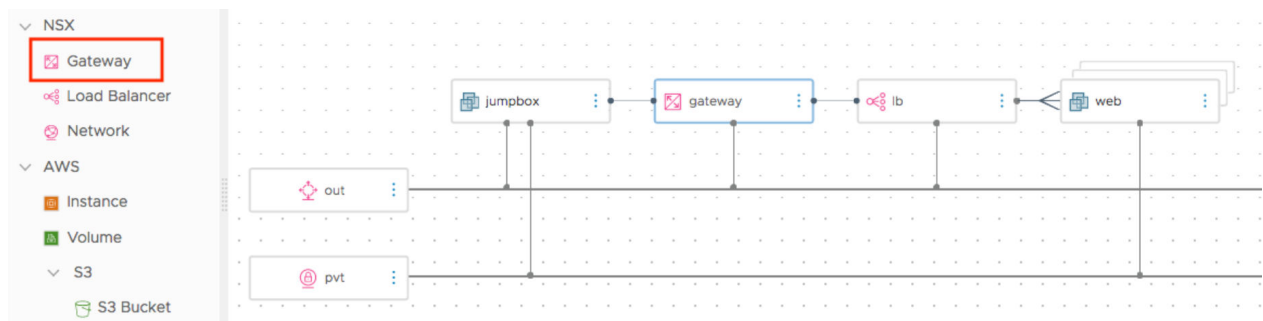 NSX
Gateway
Load Balancer
Network
AWS
Instance
Volume
S3
S3 Bucket
jumpbox
gateway
lb
web
out
pvt